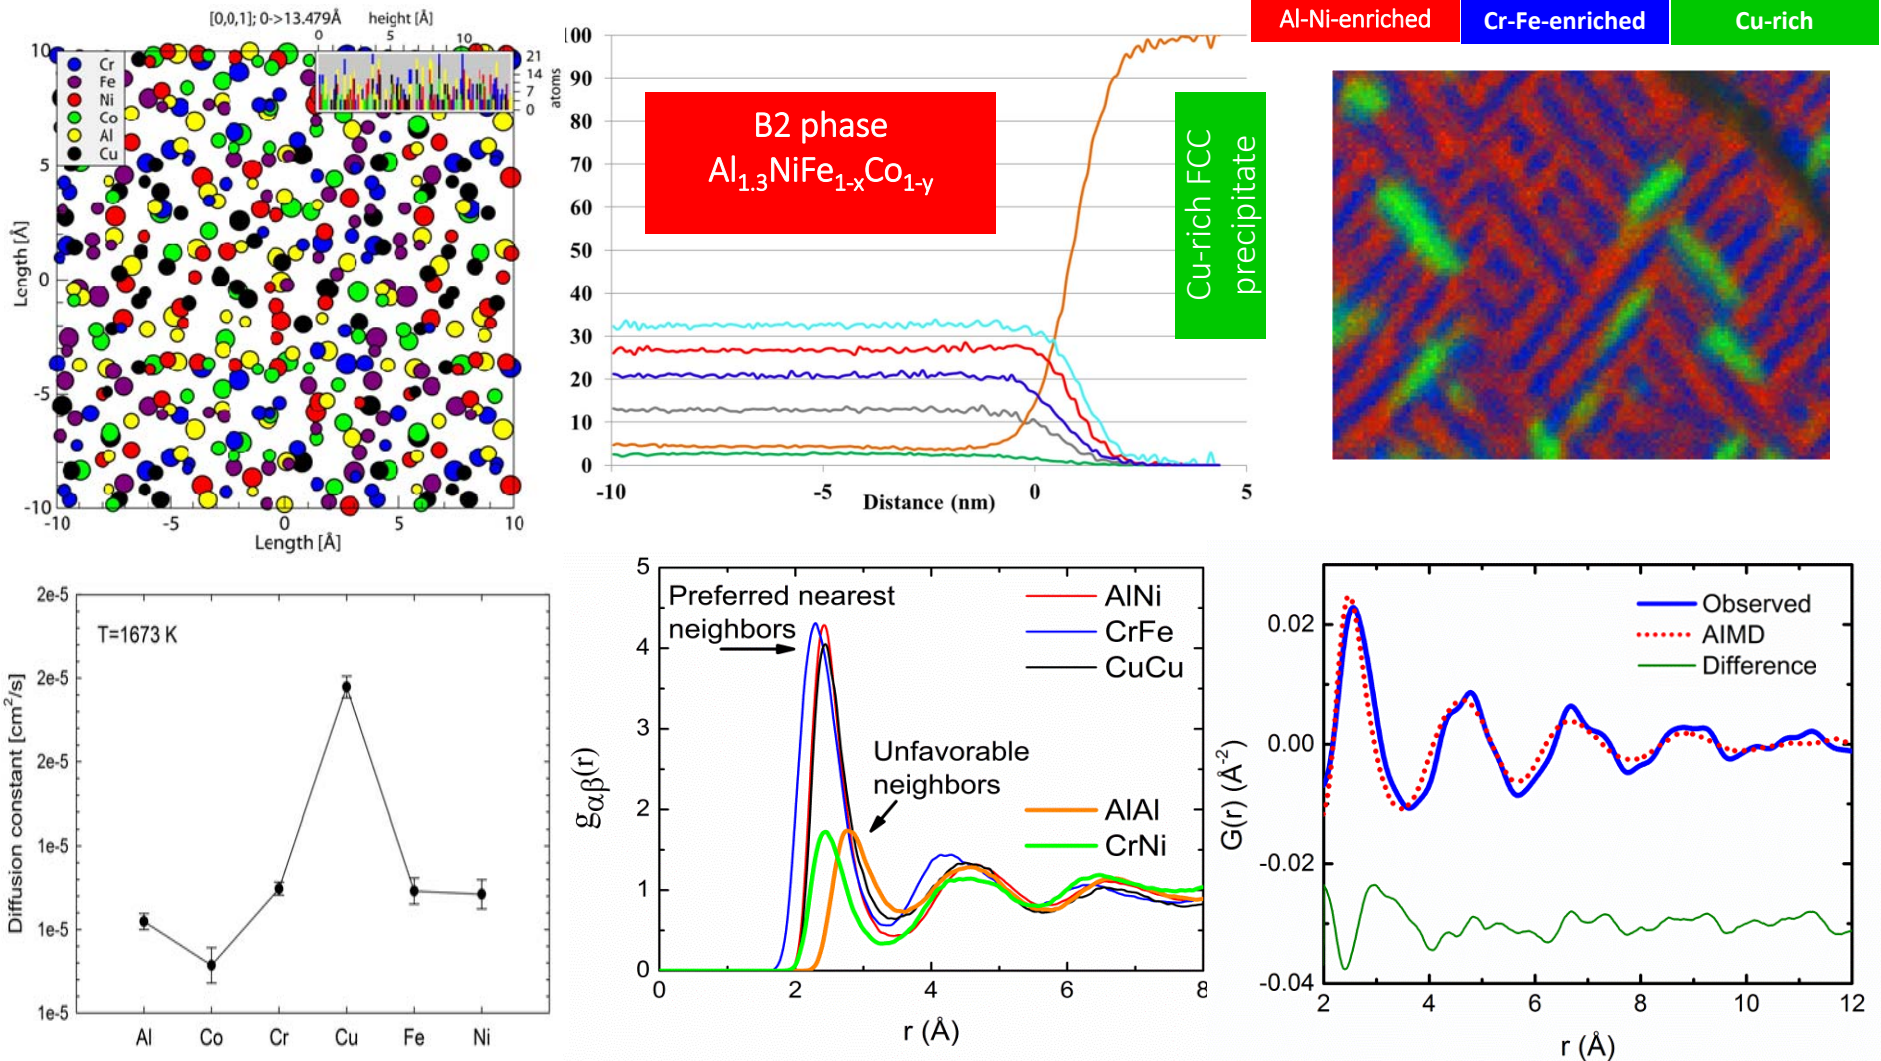 [0,0,1]; 0->13.479Å
height [Å]
0 5 10
21
14
7
0
atoms
Cr
Fe
Ni
Co
Al
Cu
10
5
0
-5
-10
Length [Å]
-10 -5 0 5 10
Length [Å]
100
90
80
70
60
50
40
30
20
10
0
B2 phase
Al1.3NiFe1-xCo1-y
Cu-rich FCC
precipitate
-10 -5 0 5
Distance (nm)
Al-Ni-enriched
Cr-Fe-enriched
Cu-rich
2e-5
2e-5
2e-5
1e-5
1e-5
1e-5
T=1673 K
Diffusion constant [cm2/s]
Al Co Cr Cu Fe Ni
5
4
3
2
1
0
Preferred nearest
neighbors
AlNi
CrFe
CuCu
Unfavorable
neighbors
AlAl
CrNi
gαβ(r)
0 2 4 6 8
r (Å)
0.02
0.00
-0.02
-0.04
Observed
AIMD
Difference
G(r) (Å-2)
2 4 6 8 10 12
r (Å)